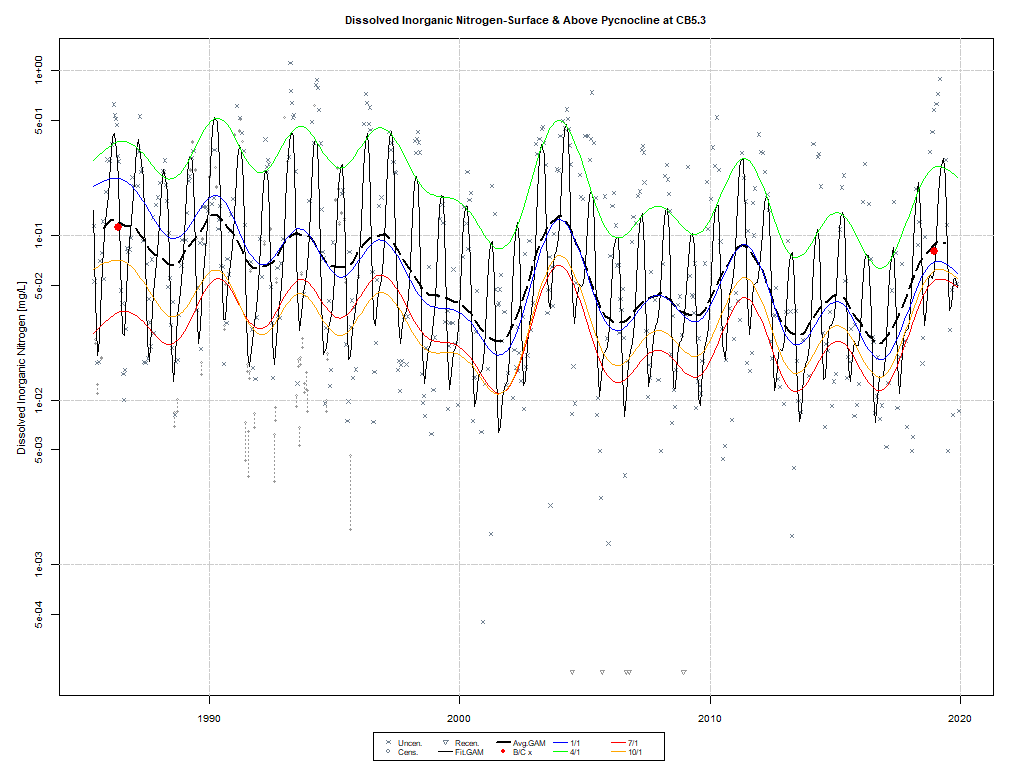 Dissolved Inorganic Nitrogen-Surface & Above Pycnocline at CB5.3
Dissolved Inorganic Nitrogen [mg/L]
1e+00
5e-01
1e-01
5e-02
1e-02
5e-03
1e-03
5e-04
1990 2000 2010 2020
Uncen. Recen. Avg.GAM 1/1 7/1
Cens. Fit.GAM B/C x 4/1 10/1